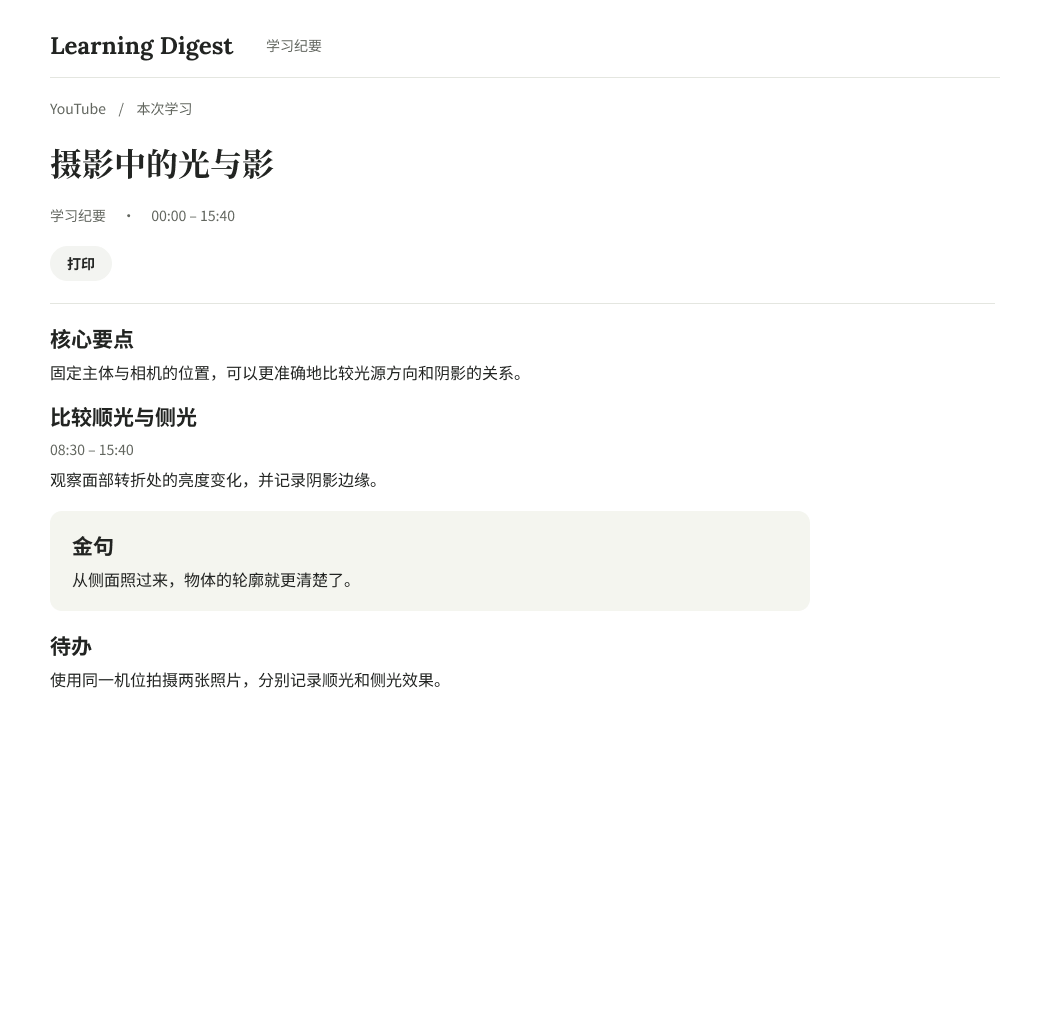 Learning Digest 学习纪要
YouTube / 本次学习
摄影中的光与影
学习纪要 · 00:00 – 15:40
打印
核心要点
固定主体与相机的位置，可以更准确地比较光源方向和阴影的关系。
比较顺光与侧光
08:30 – 15:40
观察面部转折处的亮度变化，并记录阴影边缘。
金句
从侧面照过来，物体的轮廓就更清楚了。
待办
使用同一机位拍摄两张照片，分别记录顺光和侧光效果。